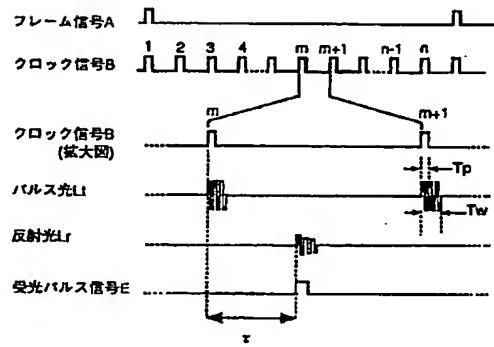 フレーム信号A
1 2 3 4 m m+1 n-1 n
クロック信号B
m m+1
クロック信号B
(拡大図)
Tp
パルス光Lt
Tw
反射光Lr
受光パルス信号E
τ